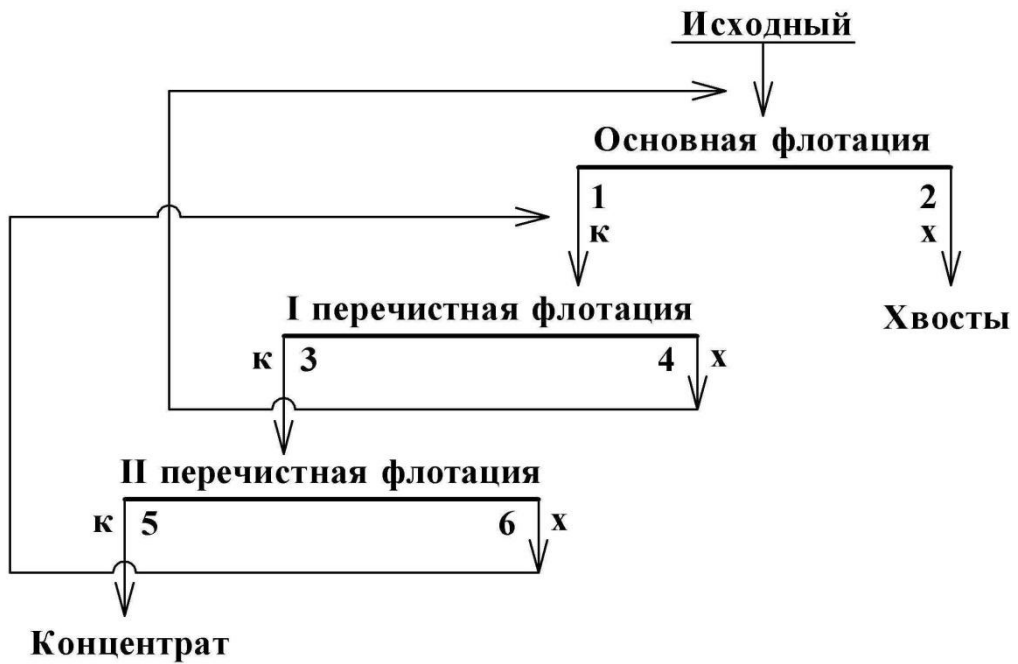 Исходный
Основная флотация
1 2
к х
I перечистная флотация
Хвосты
к 3 4 х
II перечистная флотация
к 5 6 х
Концентрат